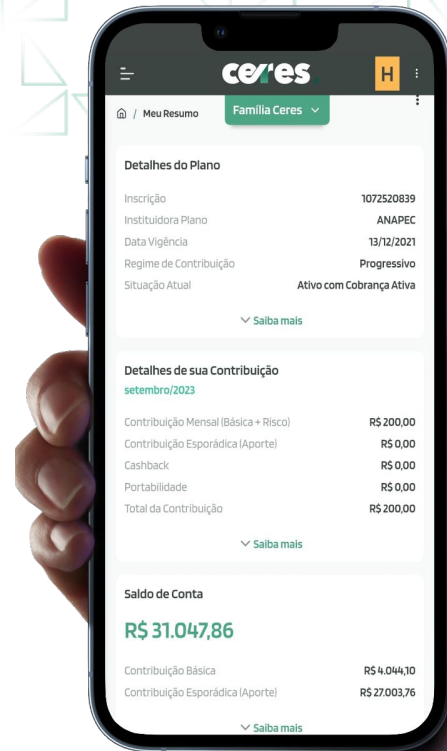 ceres
H
/ Meu Resumo
Família Ceres
Detalhes do Plano
Inscrição 1072520839
Instituidora Plano ANAPEC
Data Vigência 13/12/2021
Regime de Contribuição Progressivo
Situação Atual Ativo com Cobrança Ativa
Saiba mais
Detalhes de sua Contribuição
setembro/2023
Contribuição Mensal (Básica + Risco) R$ 200,00
Contribuição Esporádica (Aporte) R$ 0,00
Cashback R$ 0,00
Portabilidade R$ 0,00
Total da Contribuição R$ 200,00
Saiba mais
Saldo de Conta
R$ 31.047,86
Contribuição Básica R$ 4.044,10
Contribuição Esporádica (Aporte) R$ 27.003,76
Saiba mais